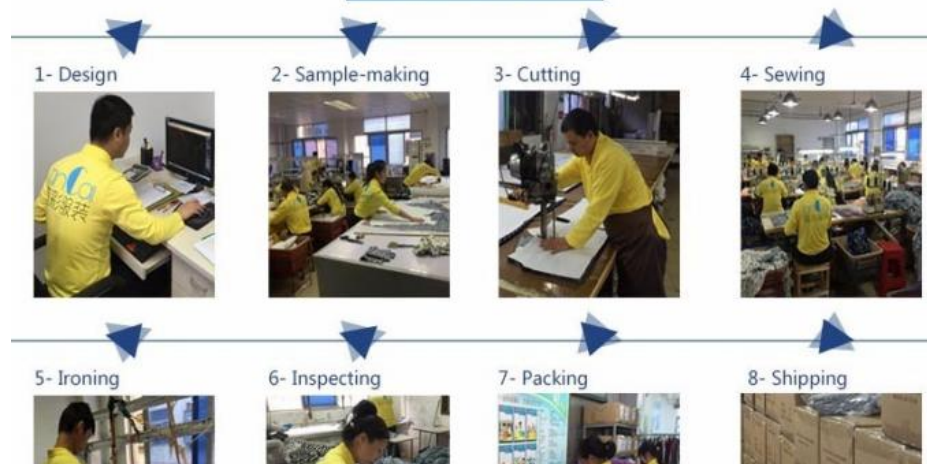 1- Design
2- Sample-making
3- Cutting
4- Sewing
5- Ironing
6- Inspecting
7- Packing
8- Shipping